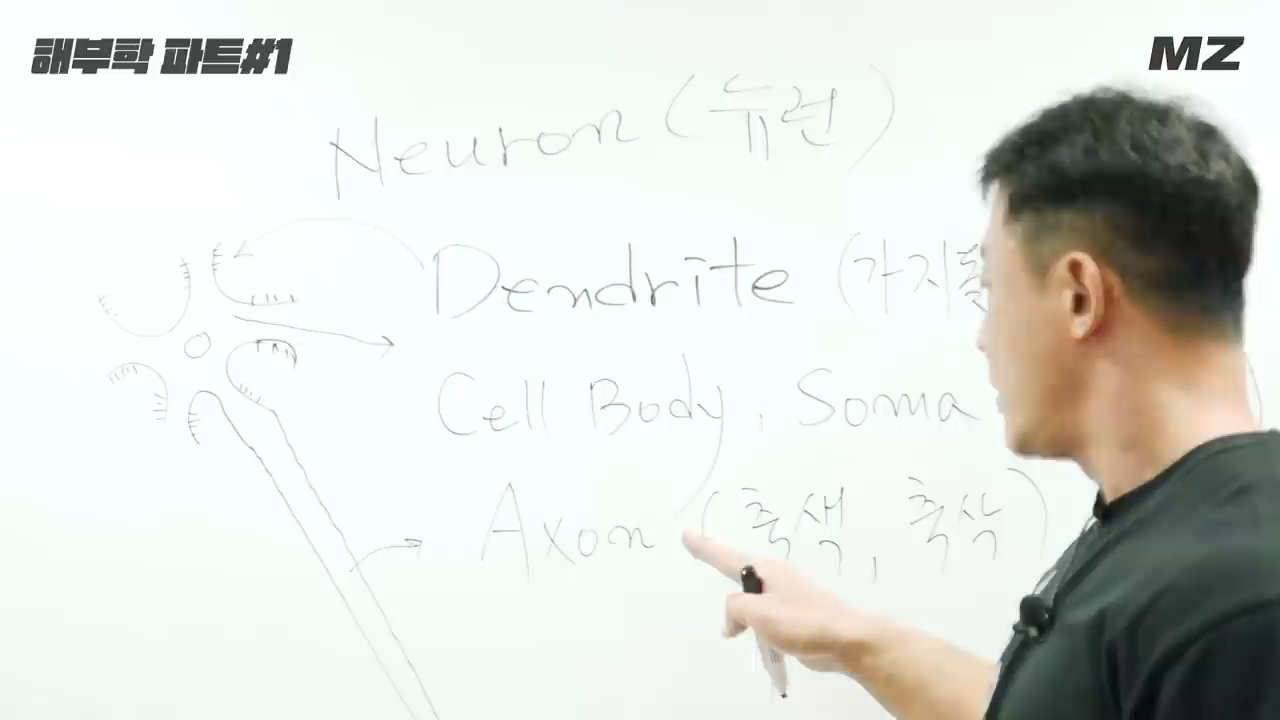 해부학 파트#1
MZ
Neuron (뉴런)
Dendrite (가지돌
Cell Body, Soma
Axon (축색, 축삭)